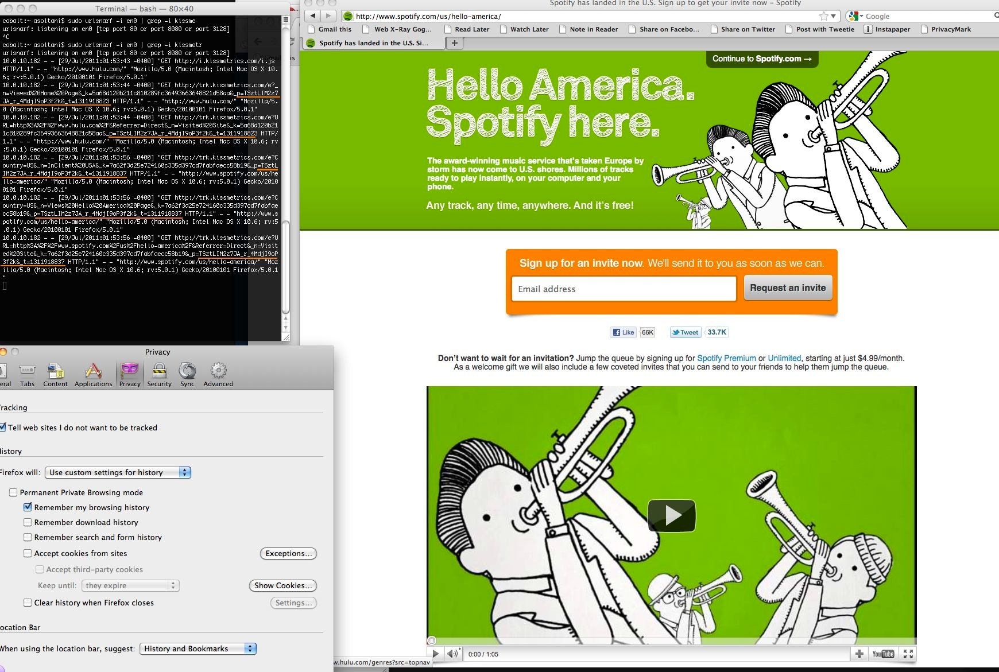 Terminal — bash — 80×40
cobalt:~ asoltani$ sudo urlsnarf -i en0 | grep -i kissme
urlsnarf: listening on en0 [tcp port 80 or port 8080 or port 3128]
^C
cobalt:~ asoltani$ sudo urlsnarf -i en0 | grep -i kissmetr
urlsnarf: listening on en0 [tcp port 80 or port 8080 or port 3128]
10.0.10.182 - - [29/Jul/2011:01:53:43 -0400] "GET http://i.kissmetrics.com/i.js
HTTP/1.1" - - "http://www.hulu.com/" "Mozilla/5.0 (Macintosh; Intel Mac OS X 10.
6; rv:5.0.1) Gecko/20100101 Firefox/5.0.1"
10.0.10.182 - - [29/Jul/2011:01:53:44 -0400] "GET http://trk.kissmetrics.com/e?_
n=Viewed%20Home%20Page&_k=5a68d120b211c810289fc36493663648821d58aa&_p=TSztLIM2z7
JA_r_4MdjI9oP3f2k&_t=1311918823 HTTP/1.1" - - "http://www.hulu.com/" "Mozilla/5.
0 (Macintosh; Intel Mac OS X 10.6; rv:5.0.1) Gecko/20100101 Firefox/5.0.1"
10.0.10.182 - - [29/Jul/2011:01:53:44 -0400] "GET http://trk.kissmetrics.com/e?U
RL=http%3A%2F%2Fwww.hulu.com%2F&Referrer=Direct&_n=Visited%20Site&_k=5a68d120b21
1c810289fc36493663648821d58aa&_p=TSztLIM2z7JA_r_4MdjI9oP3f2k&_t=1311918823 HTTP/
1.1" - - "http://www.hulu.com/" "Mozilla/5.0 (Macintosh; Intel Mac OS X 10.6; rv
:5.0.1) Gecko/20100101 Firefox/5.0.1"
10.0.10.182 - - [29/Jul/2011:01:53:56 -0400] "GET http://trk.kissmetrics.com/e?C
ountry=US&_n=InClient%20USA&_k=7a62f3d25e724160c335d397cd7fabfaecc58b19&_p=TSztL
IM2z7JA_r_4MdjI9oP3f2k&_t=1311918837 HTTP/1.1" - - "http://www.spotify.com/us/he
llo-america/" "Mozilla/5.0 (Macintosh; Intel Mac OS X 10.6; rv:5.0.1) Gecko/2010
0101 Firefox/5.0.1"
10.0.10.182 - - [29/Jul/2011:01:53:56 -0400] "GET http://trk.kissmetrics.com/e?C
ountry=US&_n=Views%20Hello%20America%20Page&_k=7a62f3d25e724160c335d397cd7fabfae
cc58b19&_p=TSztLIM2z7JA_r_4MdjI9oP3f2k&_t=1311918837 HTTP/1.1" - - "http://www.s
potify.com/us/hello-america/" "Mozilla/5.0 (Macintosh; Intel Mac OS X 10.6; rv:5
.0.1) Gecko/20100101 Firefox/5.0.1"
10.0.10.182 - - [29/Jul/2011:01:53:56 -0400] "GET http://trk.kissmetrics.com/e?U
RL=http%3A%2F%2Fwww.spotify.com%2Fus%2Fhello-america%2F&Referrer=Direct&_n=Visit
ed%20Site&_k=7a62f3d25e724160c335d397cd7fabfaecc58b19&_p=TSztLIM2z7JA_r_4MdjI9oP
3f2k&_t=1311918837 HTTP/1.1" - - "http://www.spotify.com/us/hello-america/" "Moz
illa/5.0 (Macintosh; Intel Mac OS X 10.6; rv:5.0.1) Gecko/20100101 Firefox/5.0.1
"
Spotify has landed in the U.S. Sign up to get your invite now – Spotify
http://www.spotify.com/us/hello-america/
Google
Gmail this Web X-Ray Gog... Read Later Watch Later Note in Reader Share on Facebo... Share on Twitter Post with Tweetie Instapaper PrivacyMark
Spotify has landed in the U.S. Si...
Continue to Spotify.com →
Hello America.
Spotify here.
The award-winning music service that's taken Europe by
storm has now come to U.S. shores. Millions of tracks
ready to play instantly, on your computer and your
phone.
Any track, any time, anywhere. And it's free!
Sign up for an invite now. We'll send it to you as soon as we can.
Email address
Request an invite
Like 66K Tweet 33.7K
Don't want to wait for an invitation? Jump the queue by signing up for Spotify Premium or Unlimited, starting at just $4.99/month.
As a welcome gift we will also include a few coveted invites that you can send to your friends to help them jump the queue.
0:00 / 1:05
YouTube
Privacy
eral Tabs Content Applications Privacy Security Sync Advanced
Tracking
Tell web sites I do not want to be tracked
History
Firefox will: Use custom settings for history
Permanent Private Browsing mode
Remember my browsing history
Remember download history
Remember search and form history
Accept cookies from sites
Exceptions...
Accept third-party cookies
Keep until: they expire
Show Cookies...
Clear history when Firefox closes
Settings...
ocation Bar
When using the location bar, suggest: History and Bookmarks
w.hulu.com/genres?src=topnav